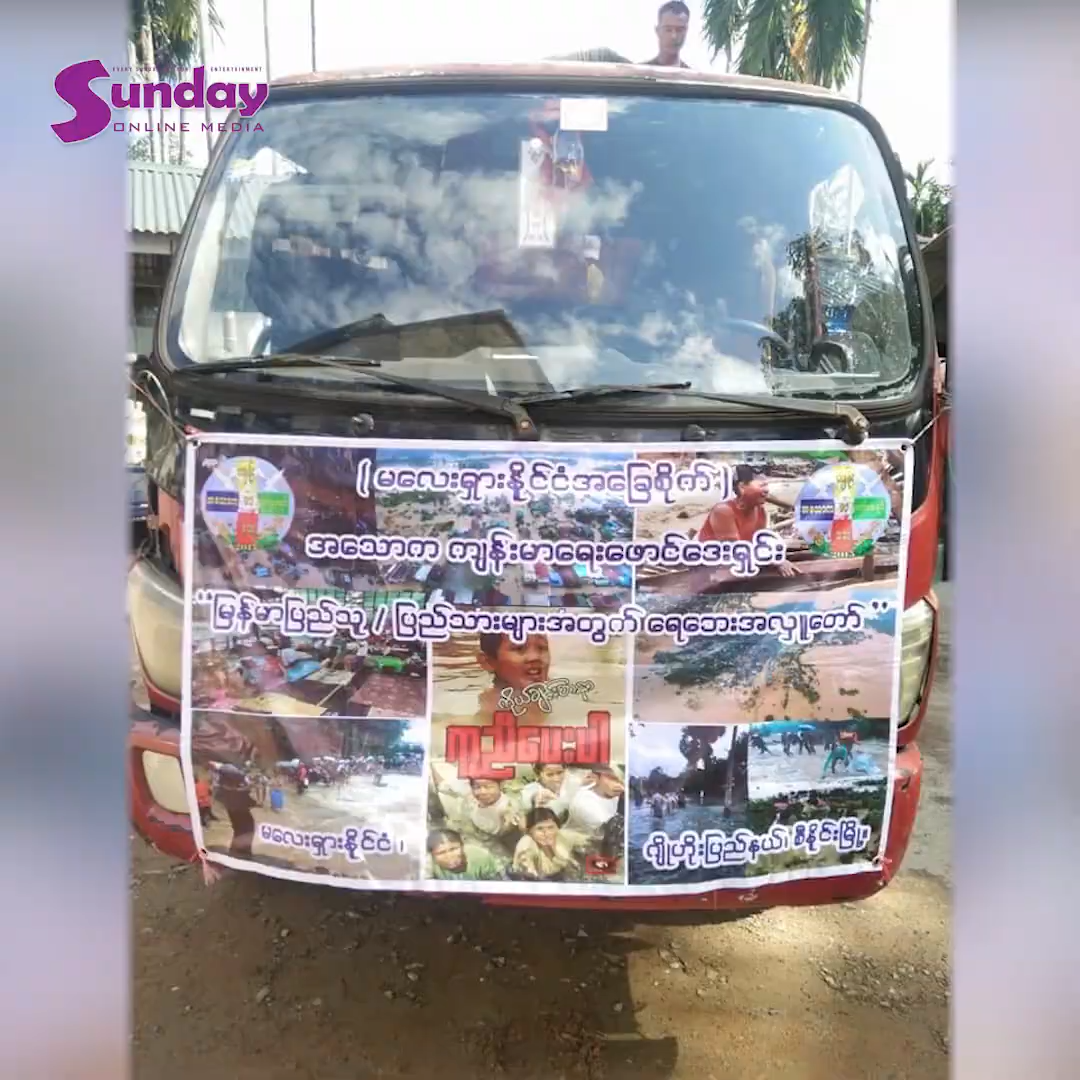 Sunday
ONLINE MEDIA
( မလေးရှားနိုင်ငံအခြေစိုက် )
အသောက ကျန်းမာရေးဖောင်ဒေးရှင်း
“မြန်မာပြည်သူ / ပြည်သားများအတွက် ရေဘေးအလှူတော်”
ကူညီပေးပါ
မလေးရှားနိုင်ငံ ၊
ဂျိုဟိုးပြည်နယ်၊ စီနိုင်းမြို့။